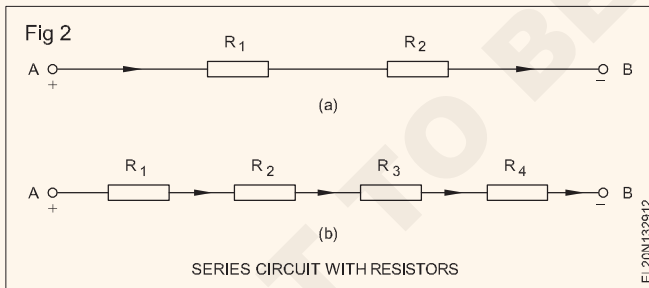 Fig 2
R1 R2
A B
+ –
(a)
R1 R2 R3 R4
A B
+ –
(b)
SERIES CIRCUIT WITH RESISTORS
EL20N132912